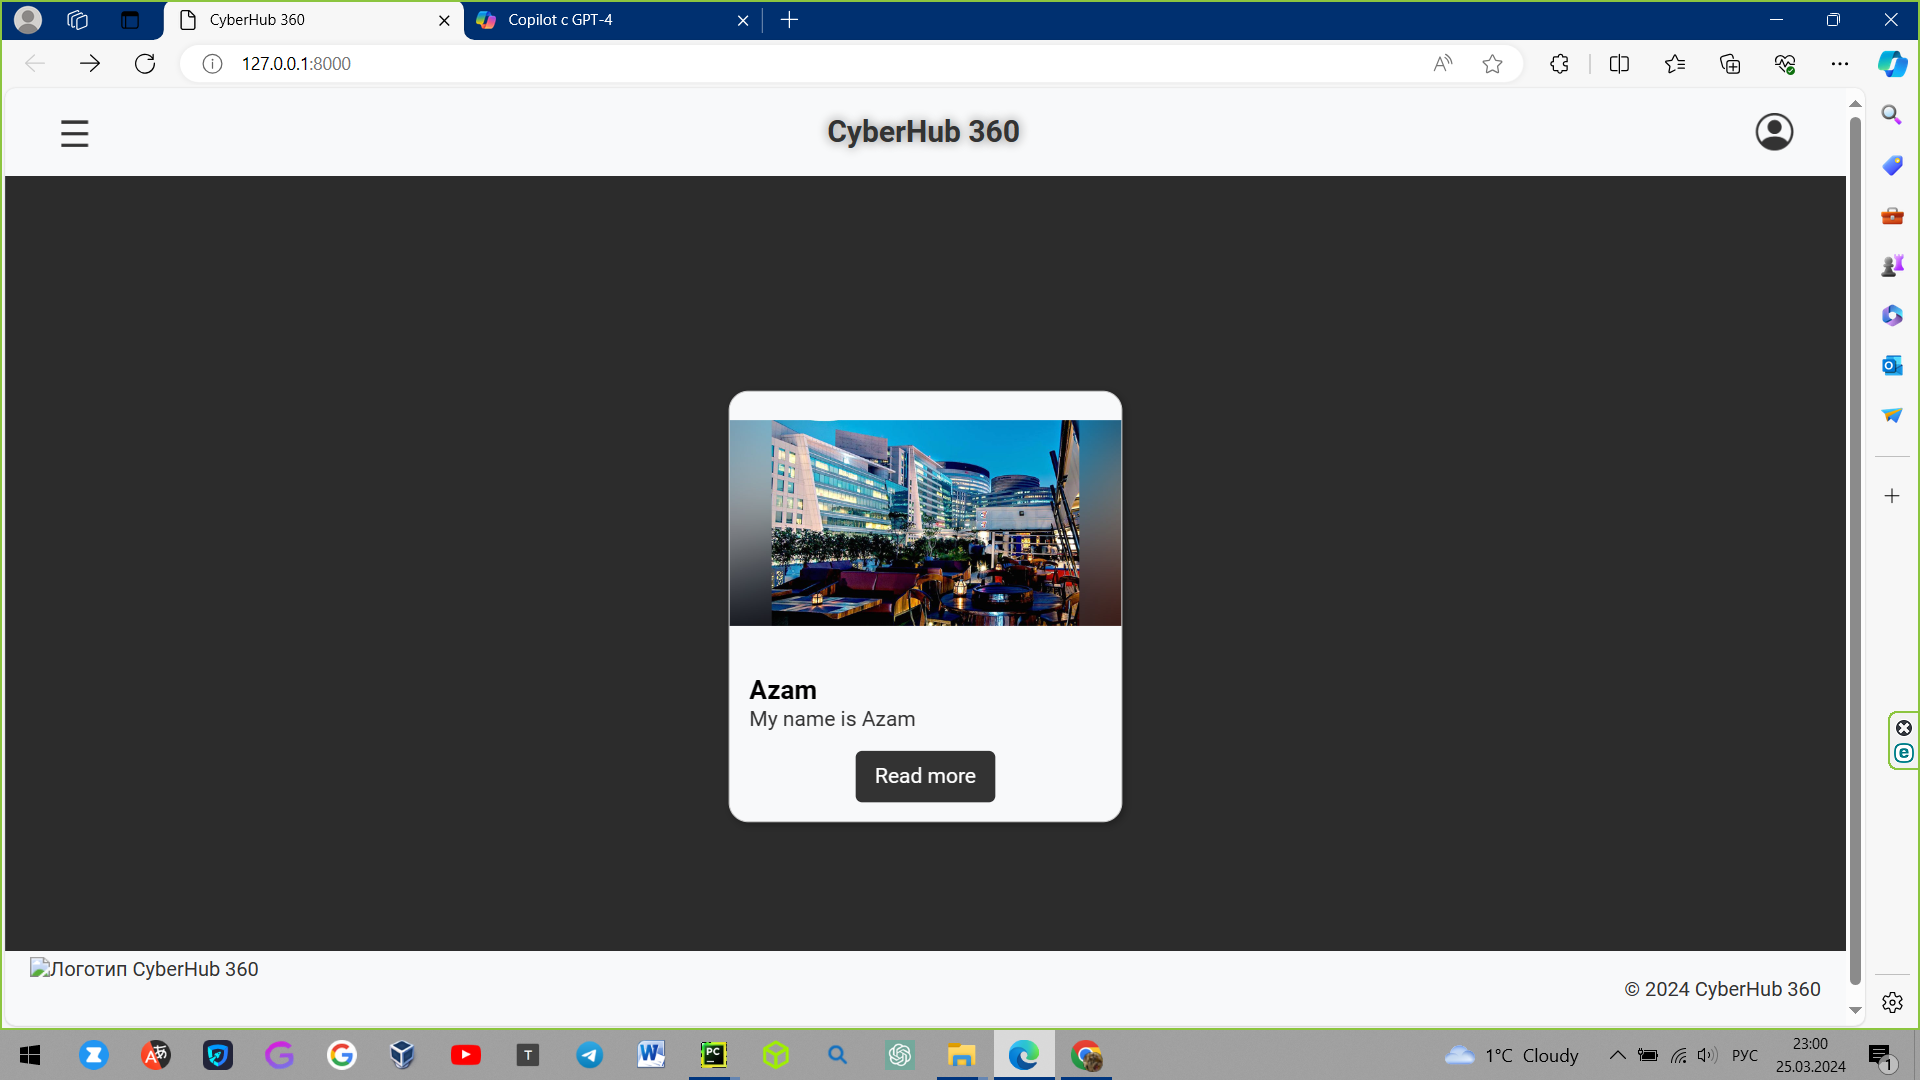 CyberHub 360
Copilot с GPT-4
127.0.0.1:8000
CyberHub 360
Azam
My name is Azam
Read more
Логотип CyberHub 360
© 2024 CyberHub 360
1°C Cloudy
РУС
23:00
25.03.2024
1